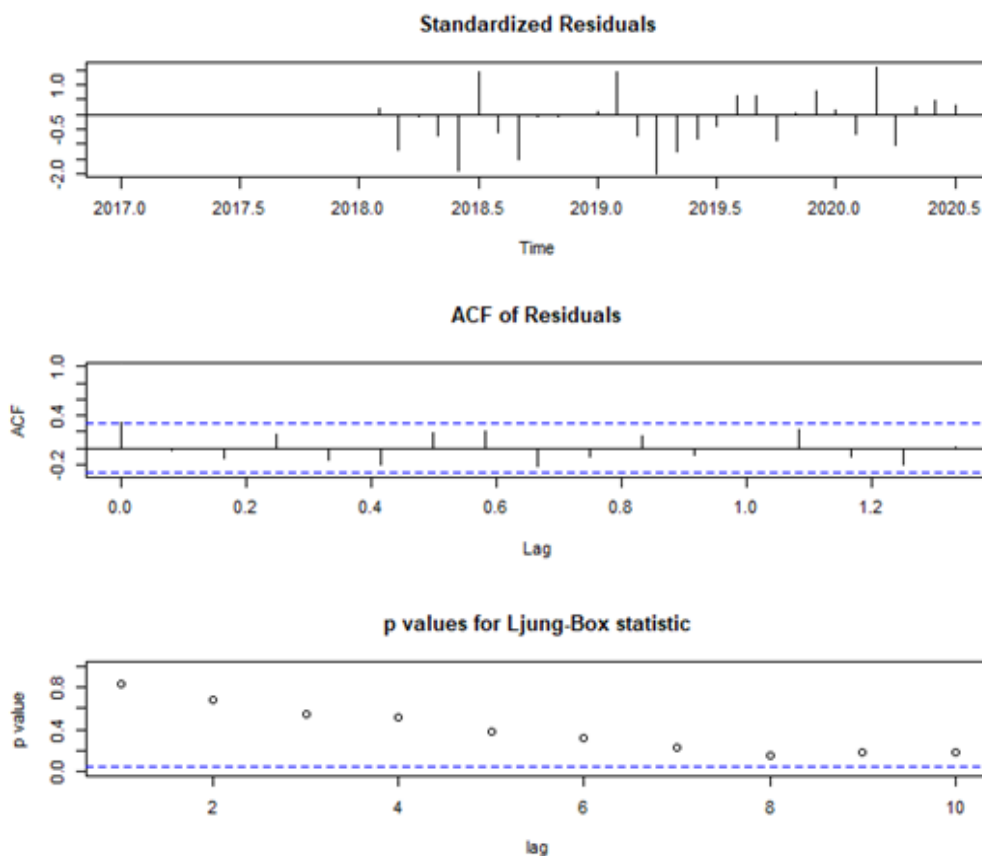 Standardized Residuals
1.0
-0.5
-2.0
2017.0 2017.5 2018.0 2018.5 2019.0 2019.5 2020.0 2020.5
Time
ACF of Residuals
ACF
1.0
0.4
-0.2
0.0 0.2 0.4 0.6 0.8 1.0 1.2
Lag
p values for Ljung-Box statistic
p value
0.8
0.4
0.0
2 4 6 8 10
lag